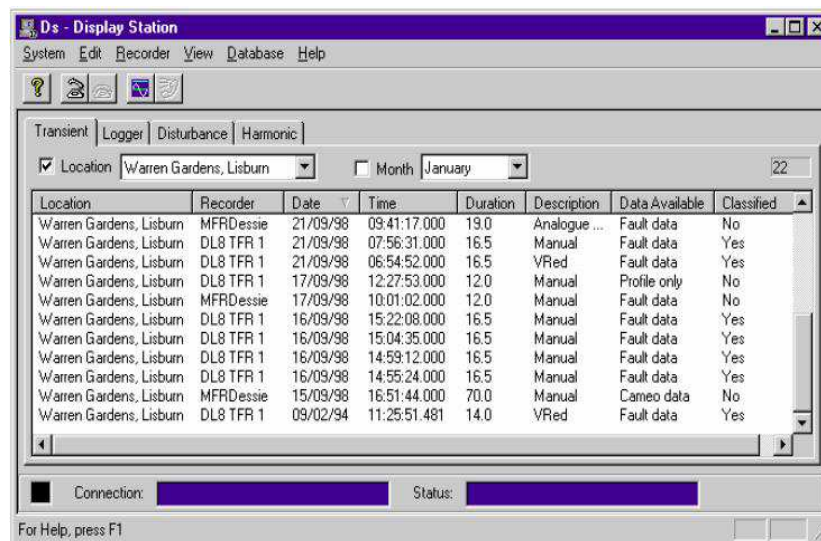 Ds - Display Station
System Edit Recorder View Database Help
Transient Logger Disturbance Harmonic
Location Warren Gardens, Lisburn Month January 22
Location Recorder Date Time Duration Description Data Available Classified
Warren Gardens, Lisburn MFRDessie 21/09/98 09:41:17.000 19.0 Analogue ... Fault data No
Warren Gardens, Lisburn DL8 TFR 1 21/09/98 07:56:31.000 16.5 Manual Fault data Yes
Warren Gardens, Lisburn DL8 TFR 1 21/09/98 06:54:52.000 16.5 VRed Fault data Yes
Warren Gardens, Lisburn DL8 TFR 1 17/09/98 12:27:53.000 12.0 Manual Profile only No
Warren Gardens, Lisburn MFRDessie 17/09/98 10:01:02.000 12.0 Manual Fault data No
Warren Gardens, Lisburn DL8 TFR 1 16/09/98 15:22:08.000 16.5 Manual Fault data Yes
Warren Gardens, Lisburn DL8 TFR 1 16/09/98 15:04:35.000 16.5 Manual Fault data Yes
Warren Gardens, Lisburn DL8 TFR 1 16/09/98 14:59:12.000 16.5 Manual Fault data Yes
Warren Gardens, Lisburn DL8 TFR 1 16/09/98 14:55:24.000 16.5 Manual Fault data Yes
Warren Gardens, Lisburn MFRDessie 15/09/98 16:51:44.000 70.0 Manual Cameo data No
Warren Gardens, Lisburn DL8 TFR 1 09/02/94 11:25:51.481 14.0 VRed Fault data Yes
Connection: Status:
For Help, press F1